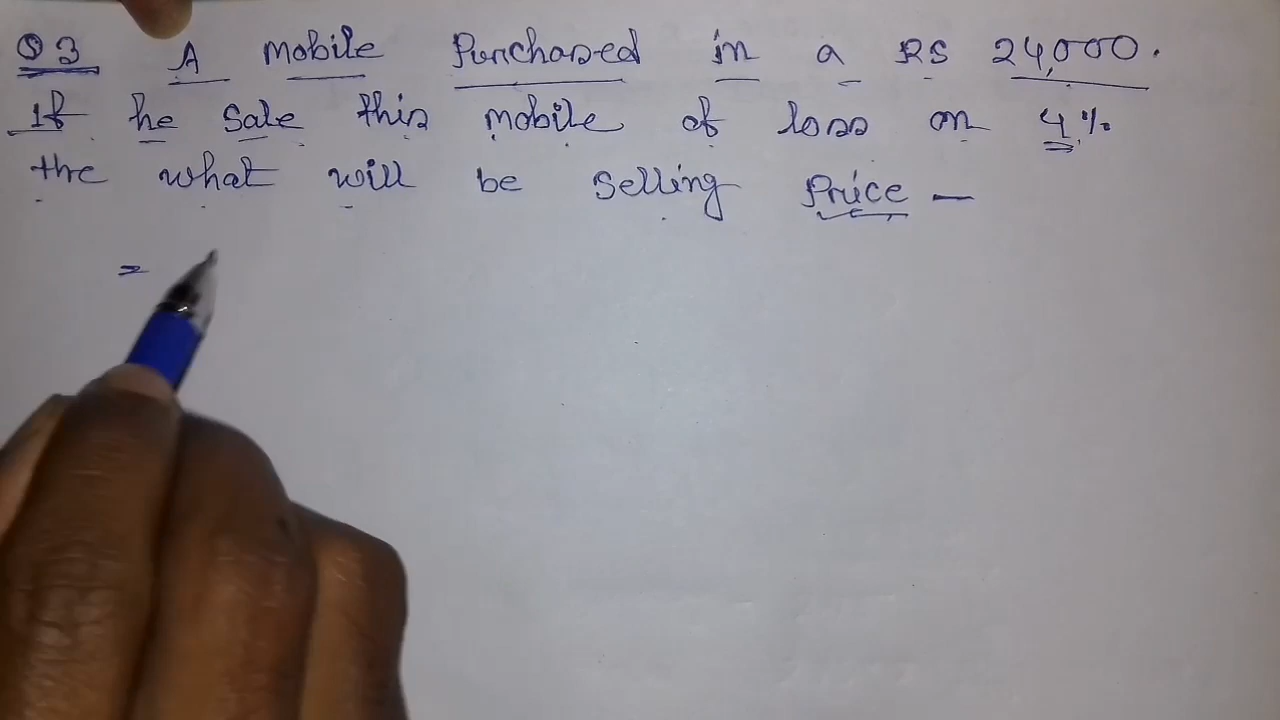 Q3 A mobile Purchased in a RS 24,000.
If he Sale this mobile of loss on 4%
the what will be Selling Price —
=